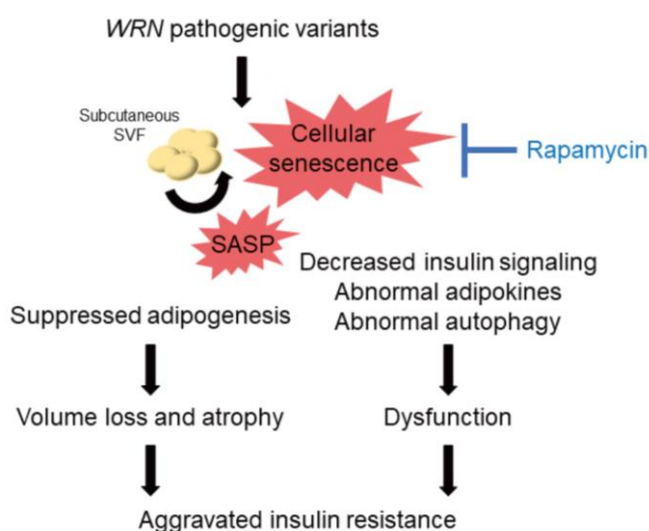 WRN pathogenic variants
Subcutaneous
SVF
Cellular
senescence
Rapamycin
SASP
Decreased insulin signaling
Abnormal adipokines
Abnormal autophagy
Suppressed adipogenesis
Volume loss and atrophy
Dysfunction
Aggravated insulin resistance